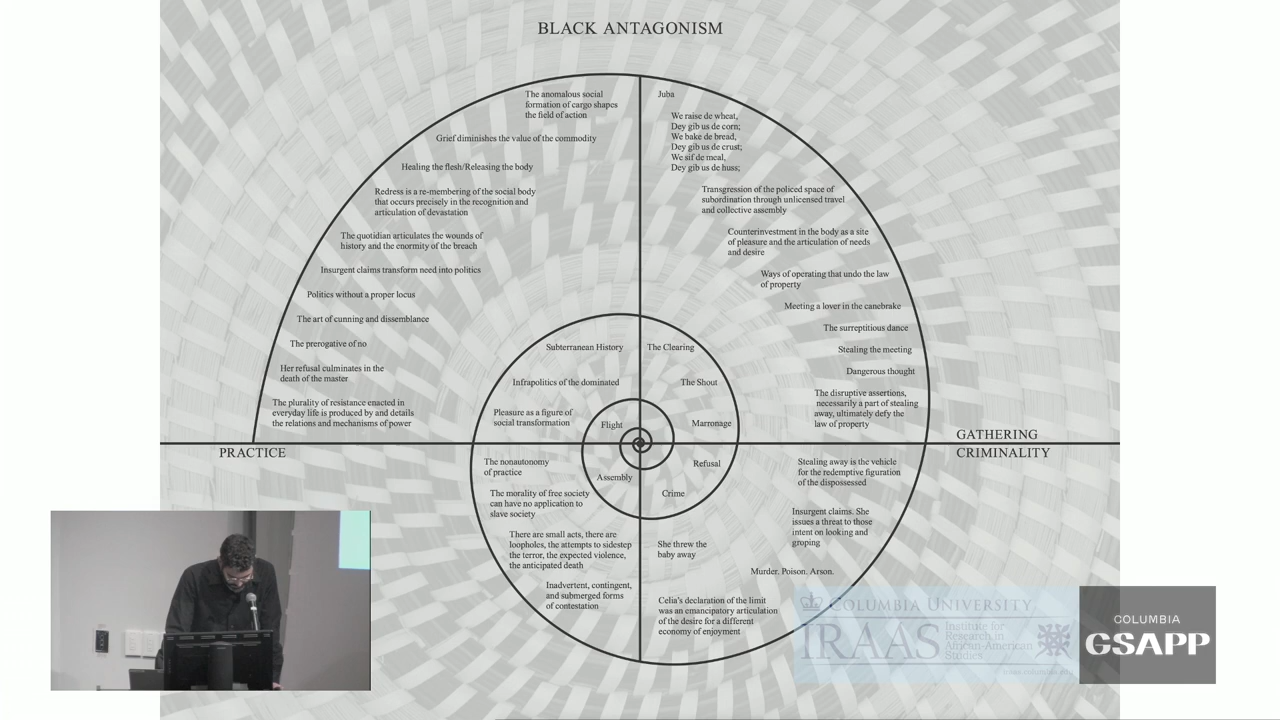 BLACK ANTAGONISM
The anomalous social
formation of cargo shapes
the field of action
Grief diminishes the value of the commodity
Healing the flesh/Releasing the body
Redress is a re-membering of the social body
that occurs precisely in the recognition and
articulation of devastation
The quotidian articulates the wounds of
history and the enormity of the breach
Insurgent claims transform need into politics
Politics without a proper locus
The art of cunning and dissemblance
The prerogative of no
Her refusal culminates in the
death of the master
The plurality of resistance enacted in
everyday life is produced by and details
the relations and mechanisms of power
Juba
We raise de wheat,
Dey gib us de corn;
We bake de bread,
Dey gib us de crust;
We sif de meal,
Dey gib us de huss;
Transgression of the policed space of
subordination through unlicensed travel
and collective assembly
Counterinvestment in the body as a site
of pleasure and the articulation of needs
and desire
Ways of operating that undo the law
of property
Meeting a lover in the canebrake
The surreptitious dance
Stealing the meeting
Dangerous thought
The disruptive assertions,
necessarily a part of stealing
away, ultimately defy the
law of property
Subterranean History
Infrapolitics of the dominated
Pleasure as a figure of
social transformation
Flight
The Clearing
The Shout
Marronage
PRACTICE
GATHERING
CRIMINALITY
The nonautonomy
of practice
The morality of free society
can have no application to
slave society
There are small acts, there are
loopholes, the attempts to sidestep
the terror, the expected violence,
the anticipated death
Inadvertent, contingent,
and submerged forms
of contestation
Assembly
Refusal
Crime
She threw the
baby away
Celia's declaration of the limit
was an emancipatory articulation
of the desire for a different
economy of enjoyment
Stealing away is the vehicle
for the redemptive figuration
of the dispossessed
Insurgent claims. She
issues a threat to those
intent on looking and
groping
Murder. Poison. Arson.
COLUMBIA UNIVERSITY
IRAAS
Institute for
Research in
African-American
Studies
COLUMBIA
GSAPP